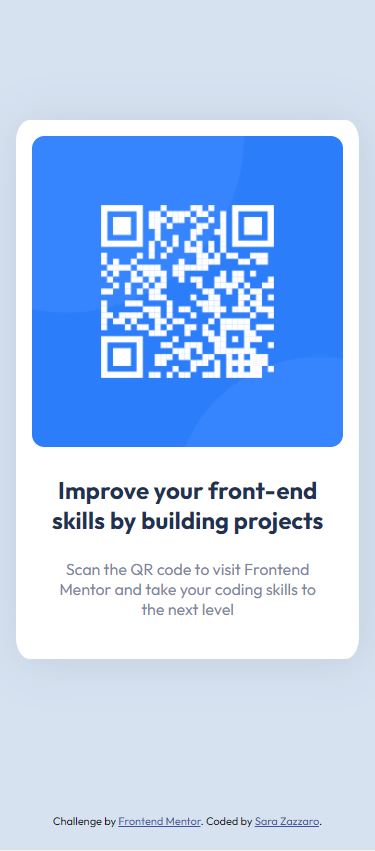 Improve your front-end
skills by building projects
Scan the QR code to visit Frontend
Mentor and take your coding skills to
the next level
Challenge by Frontend Mentor. Coded by Sara Zazzaro.